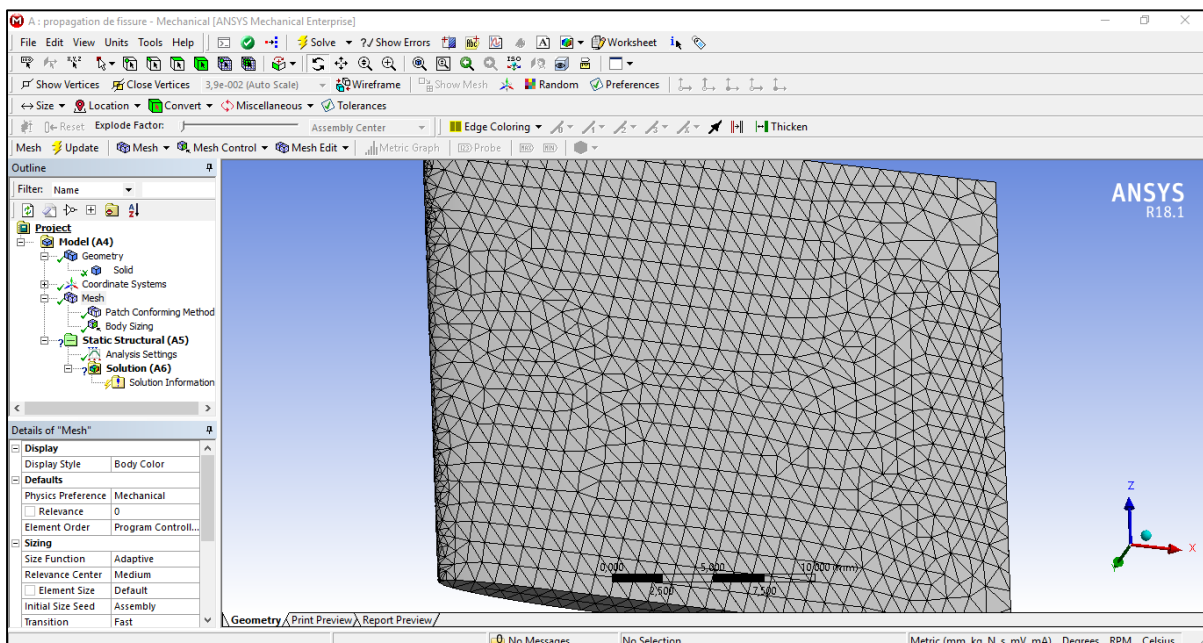 A : propagation de fissure - Mechanical [ANSYS Mechanical Enterprise]
File Edit View Units Tools Help Solve ?✓ Show Errors A Worksheet
ISO
Show Vertices Close Vertices 3,9e-002 (Auto Scale) Wireframe Show Mesh Random Preferences
Size Location Convert Miscellaneous Tolerances
Reset Explode Factor: Assembly Center Edge Coloring Thicken
Mesh Update Mesh Mesh Control Mesh Edit Metric Graph Probe
Outline
Filter: Name
Project
Model (A4)
Geometry
Solid
Coordinate Systems
Mesh
Patch Conforming Method
Body Sizing
Static Structural (A5)
Analysis Settings
Solution (A6)
Solution Information
Details of "Mesh"
Display
Display Style Body Color
Defaults
Physics Preference Mechanical
Relevance 0
Element Order Program Controll...
Sizing
Size Function Adaptive
Relevance Center Medium
Element Size Default
Initial Size Seed Assembly
Transition Fast
ANSYS
R18.1
Z
X
0,000 5,000 10,000 (mm)
2,500 7,500
Geometry Print Preview Report Preview
No Messages No Selection Metric (mm, kg, N, s, mV, mA) Degrees RPM Celsius